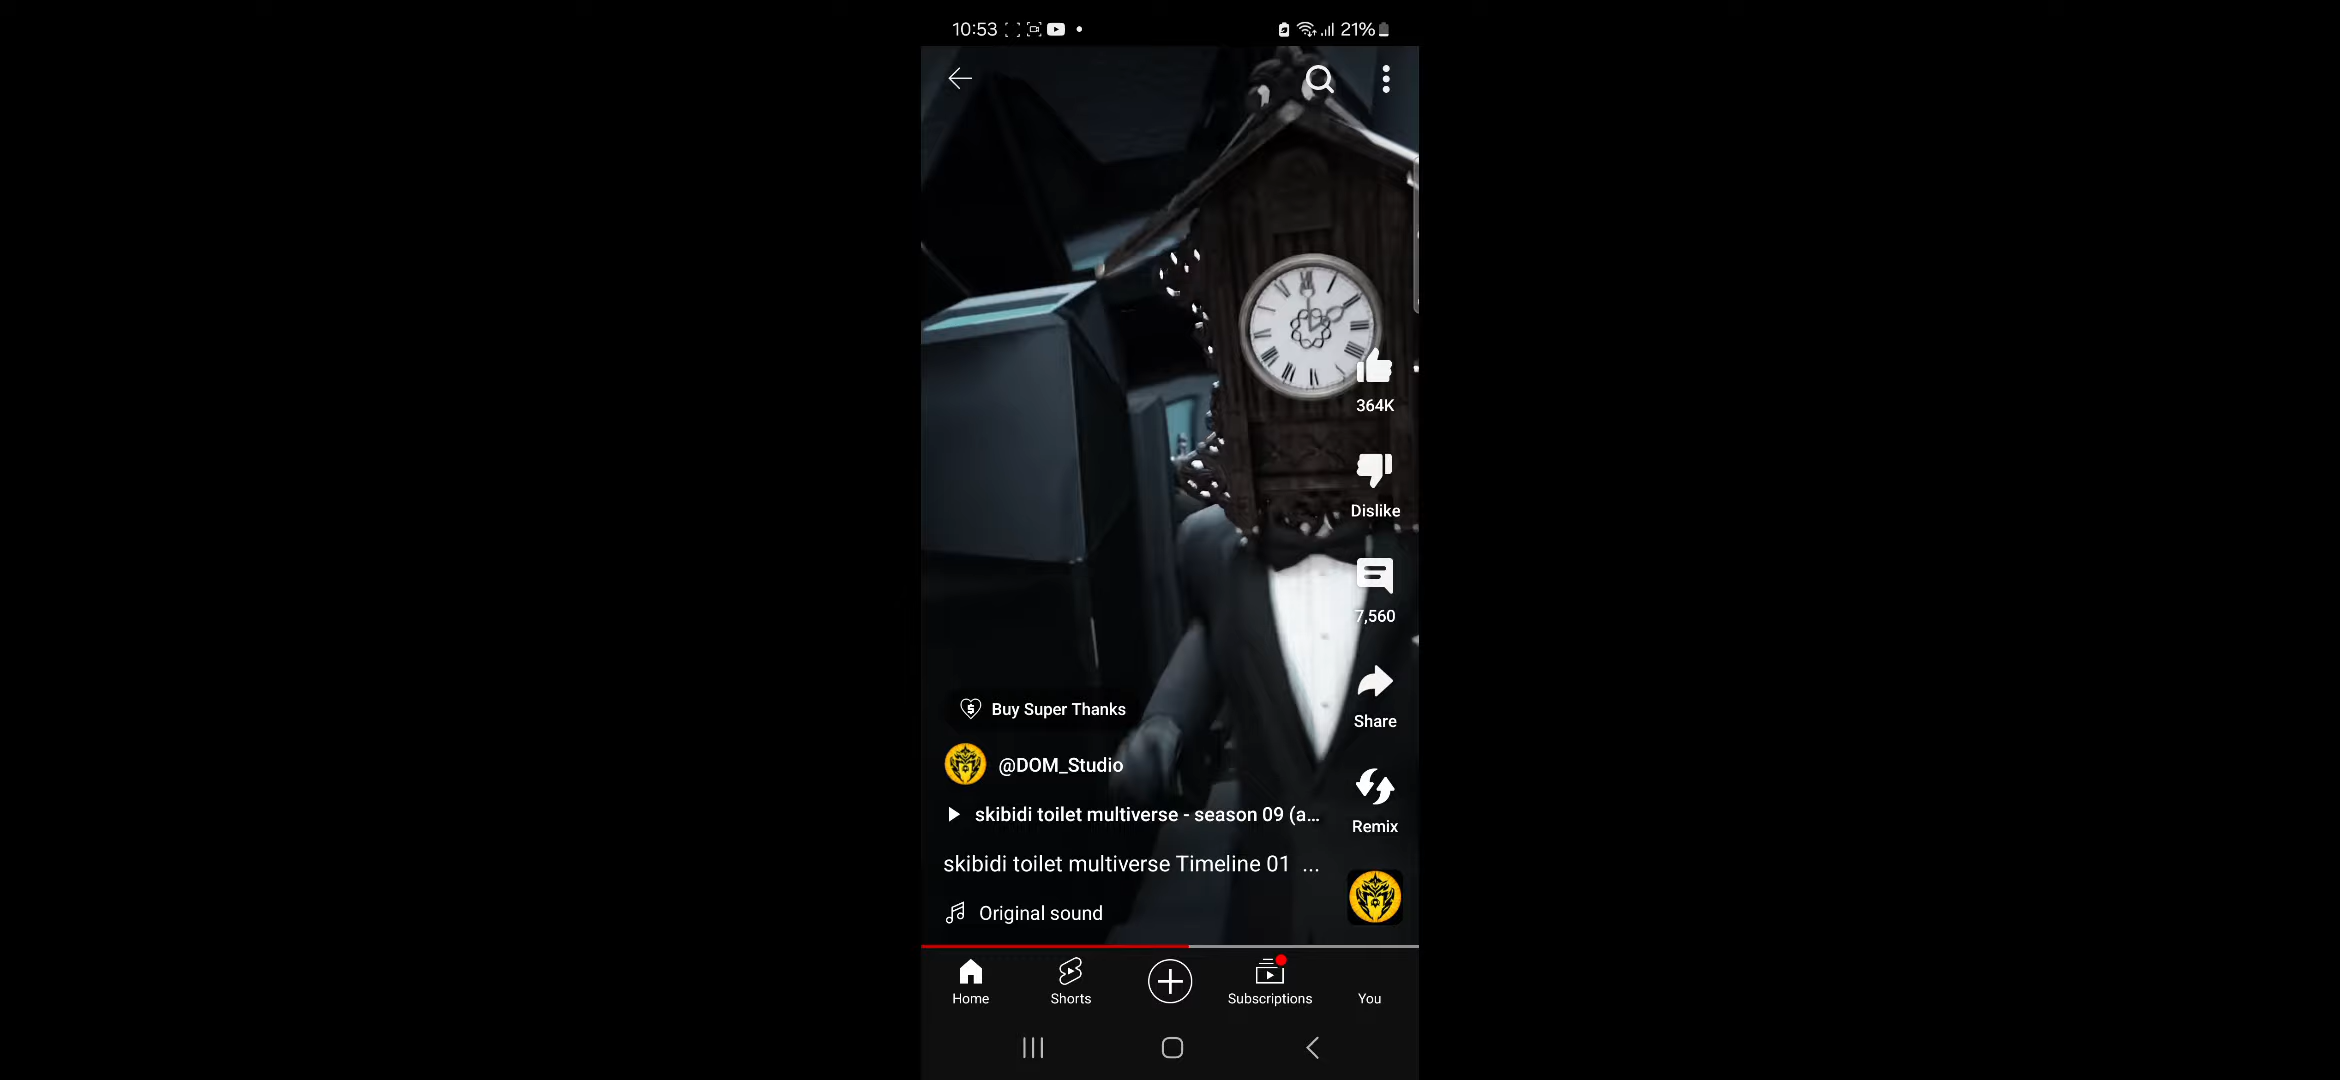 10:53
21%
364K
Dislike
7,560
Share
Buy Super Thanks
@DOM_Studio
skibidi toilet multiverse - season 09 (a...
Remix
skibidi toilet multiverse Timeline 01 ...
Original sound
Home
Shorts
Subscriptions
You